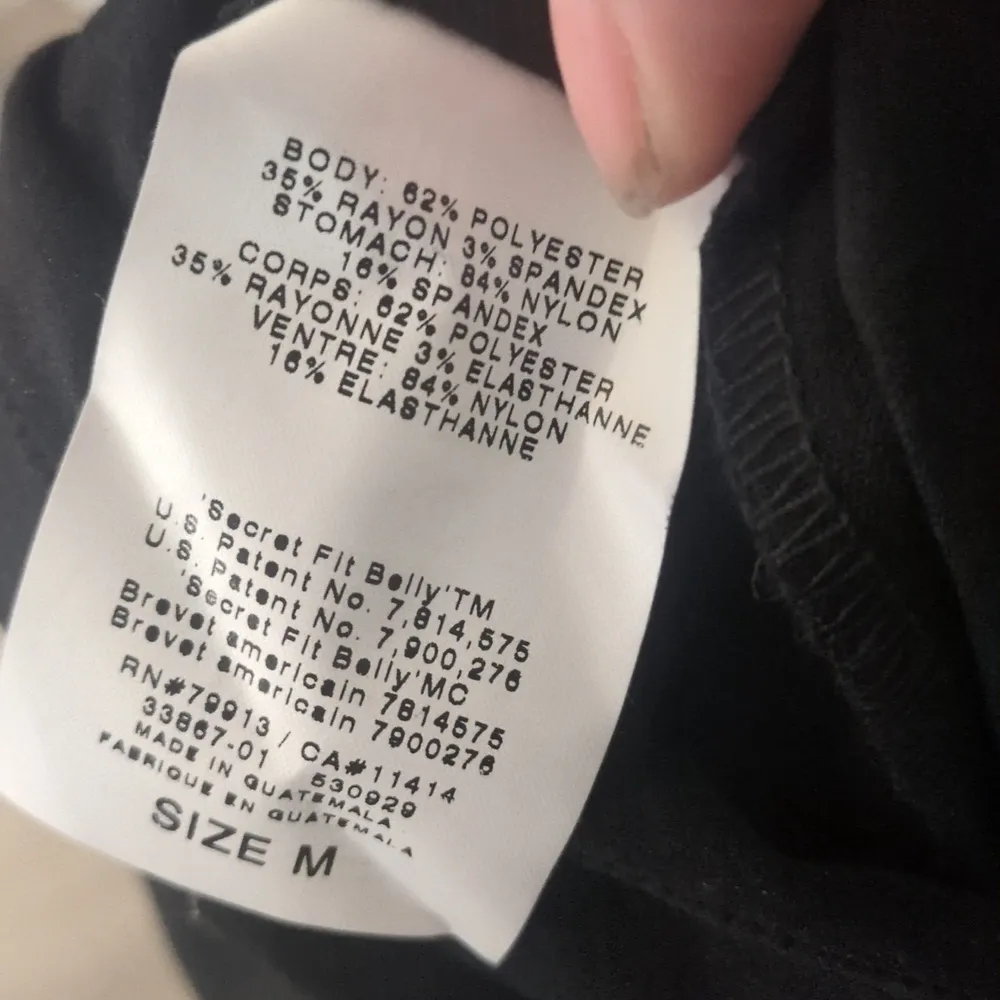 BODY: 62% POLYESTER
35% RAYON 3% SPANDEX
STOMACH: 84% NYLON
16% SPANDEX
CORPS: 62% POLYESTER
35% RAYONNE 3% ELASTHANNE
VENTRE: 84% NYLON
16% ELASTHANNE
'Secret Fit Belly'TM
U.S. Patent No. 7,814,575
U.S. Patent No. 7,900,276
'Secret Fit Belly'MC
Brevet americain 7814575
Brevet americain 7900276
RN#79913 / CA#11414
33867-01 530929
MADE IN GUATEMALA
FABRIQUE EN GUATEMALA
SIZE M